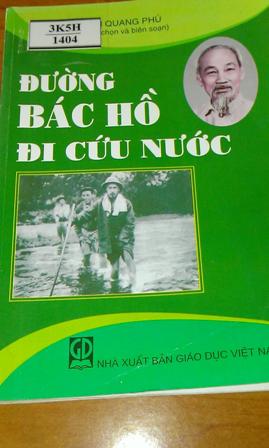 3K5H
1404
QUANG PHÚ
chọn và biên soạn)
ĐƯỜNG
BÁC HỒ
ĐI CỨU NƯỚC
GD
NHÀ XUẤT BẢN GIÁO DỤC VIỆT NA